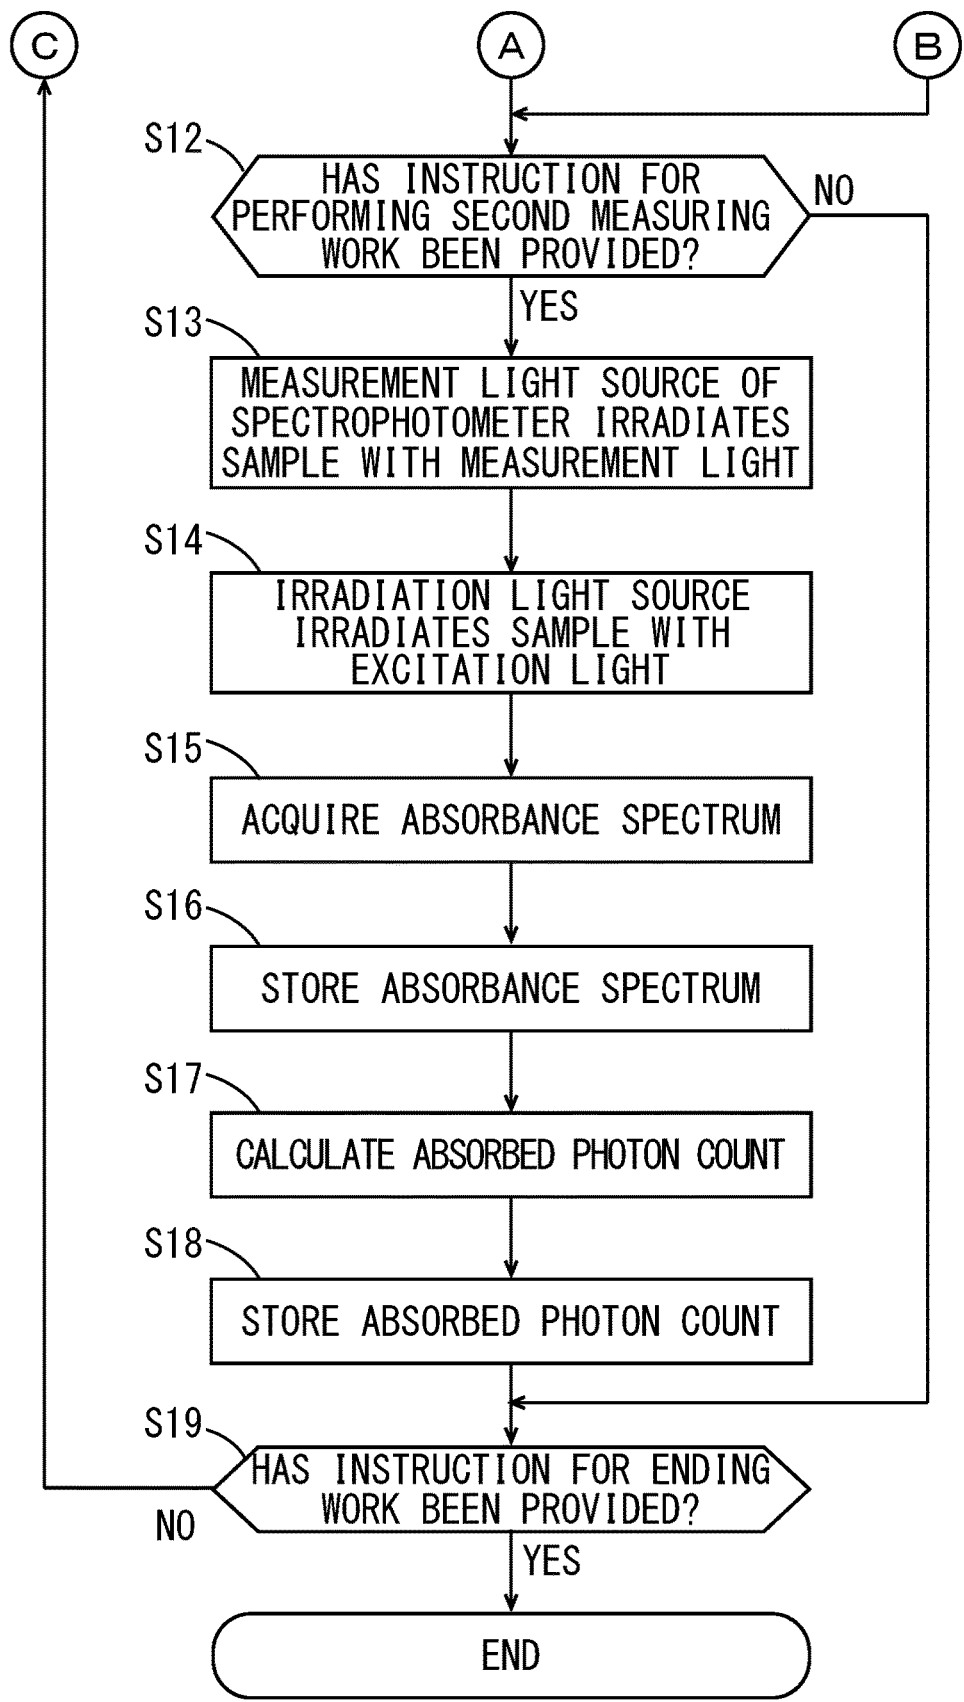 C
A
B
S12
HAS INSTRUCTION FOR
PERFORMING SECOND MEASURING
WORK BEEN PROVIDED?
NO
YES
S13
MEASUREMENT LIGHT SOURCE OF
SPECTROPHOTOMETER IRRADIATES
SAMPLE WITH MEASUREMENT LIGHT
S14
IRRADIATION LIGHT SOURCE
IRRADIATES SAMPLE WITH
EXCITATION LIGHT
S15
ACQUIRE ABSORBANCE SPECTRUM
S16
STORE ABSORBANCE SPECTRUM
S17
CALCULATE ABSORBED PHOTON COUNT
S18
STORE ABSORBED PHOTON COUNT
S19
HAS INSTRUCTION FOR ENDING
WORK BEEN PROVIDED?
NO
YES
END